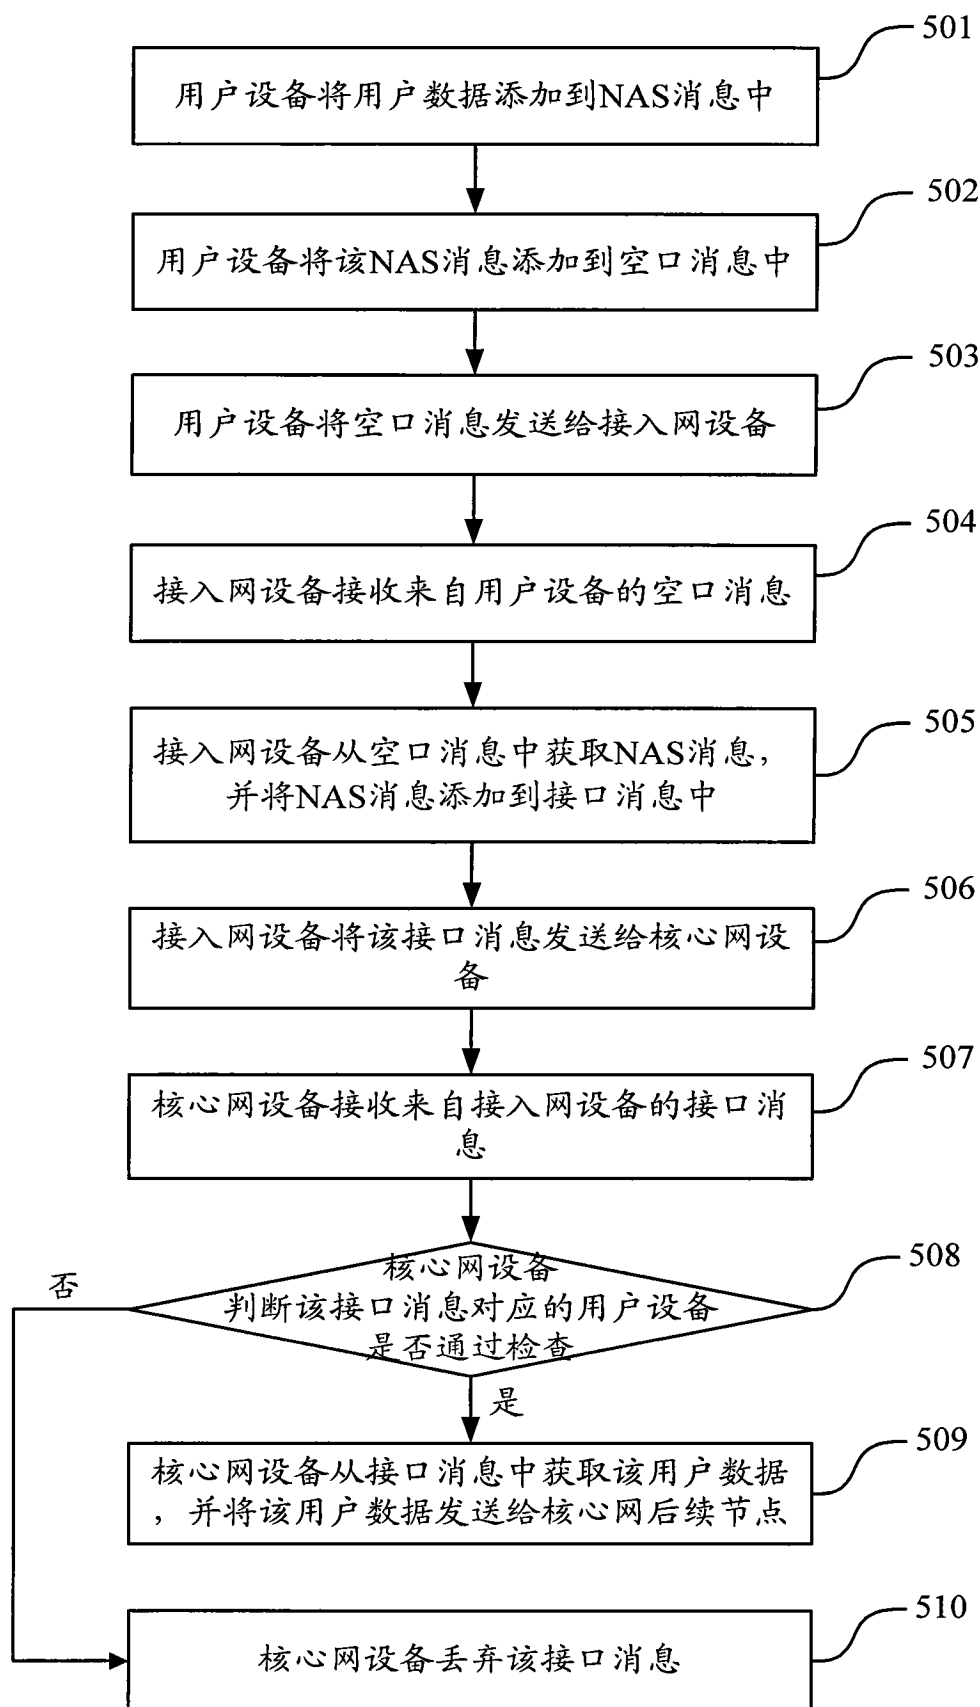 501
用户设备将用户数据添加到NAS消息中
502
用户设备将该NAS消息添加到空口消息中
503
用户设备将空口消息发送给接入网设备
504
接入网设备接收来自用户设备的空口消息
505
接入网设备从空口消息中获取NAS消息，
并将NAS消息添加到接口消息中
506
接入网设备将该接口消息发送给核心网设
备
507
核心网设备接收来自接入网设备的接口消
息
508
否
核心网设备
判断该接口消息对应的用户设备
是否通过检查
是
509
核心网设备从接口消息中获取该用户数据
，并将该用户数据发送给核心网后续节点
510
核心网设备丢弃该接口消息